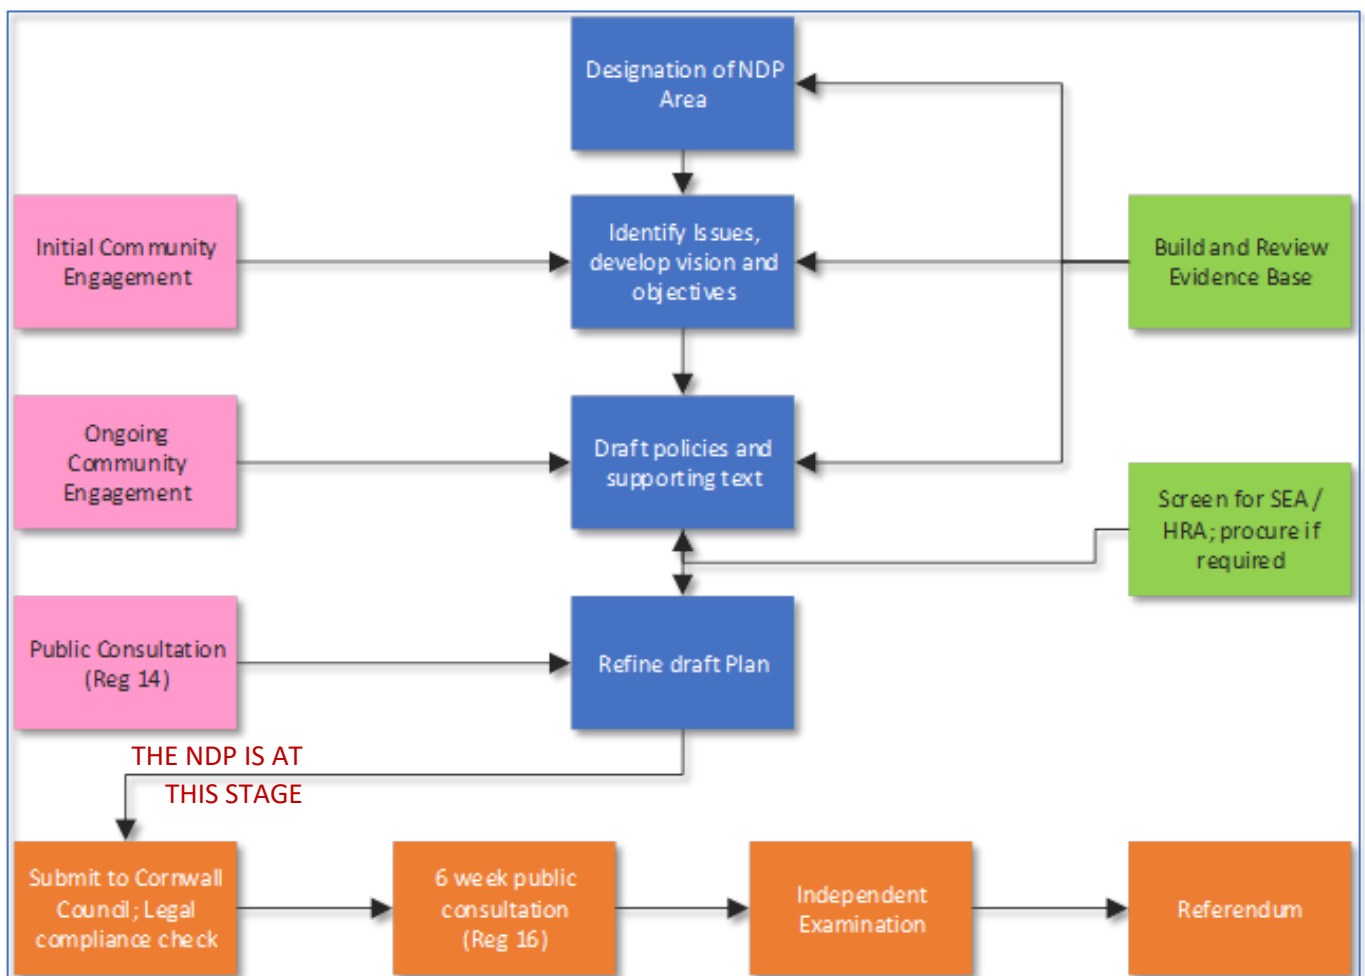 Designation of NDP
Area
Initial Community
Engagement
Identify Issues,
develop vision and
objectives
Build and Review
Evidence Base
Ongoing
Community
Engagement
Draft policies and
supporting text
Screen for SEA /
HRA; procure if
required
Public Consultation
(Reg 14)
Refine draft Plan
THE NDP IS AT
THIS STAGE
Submit to Cornwall
Council; Legal
compliance check
6 week public
consultation
(Reg 16)
Independent
Examination
Referendum